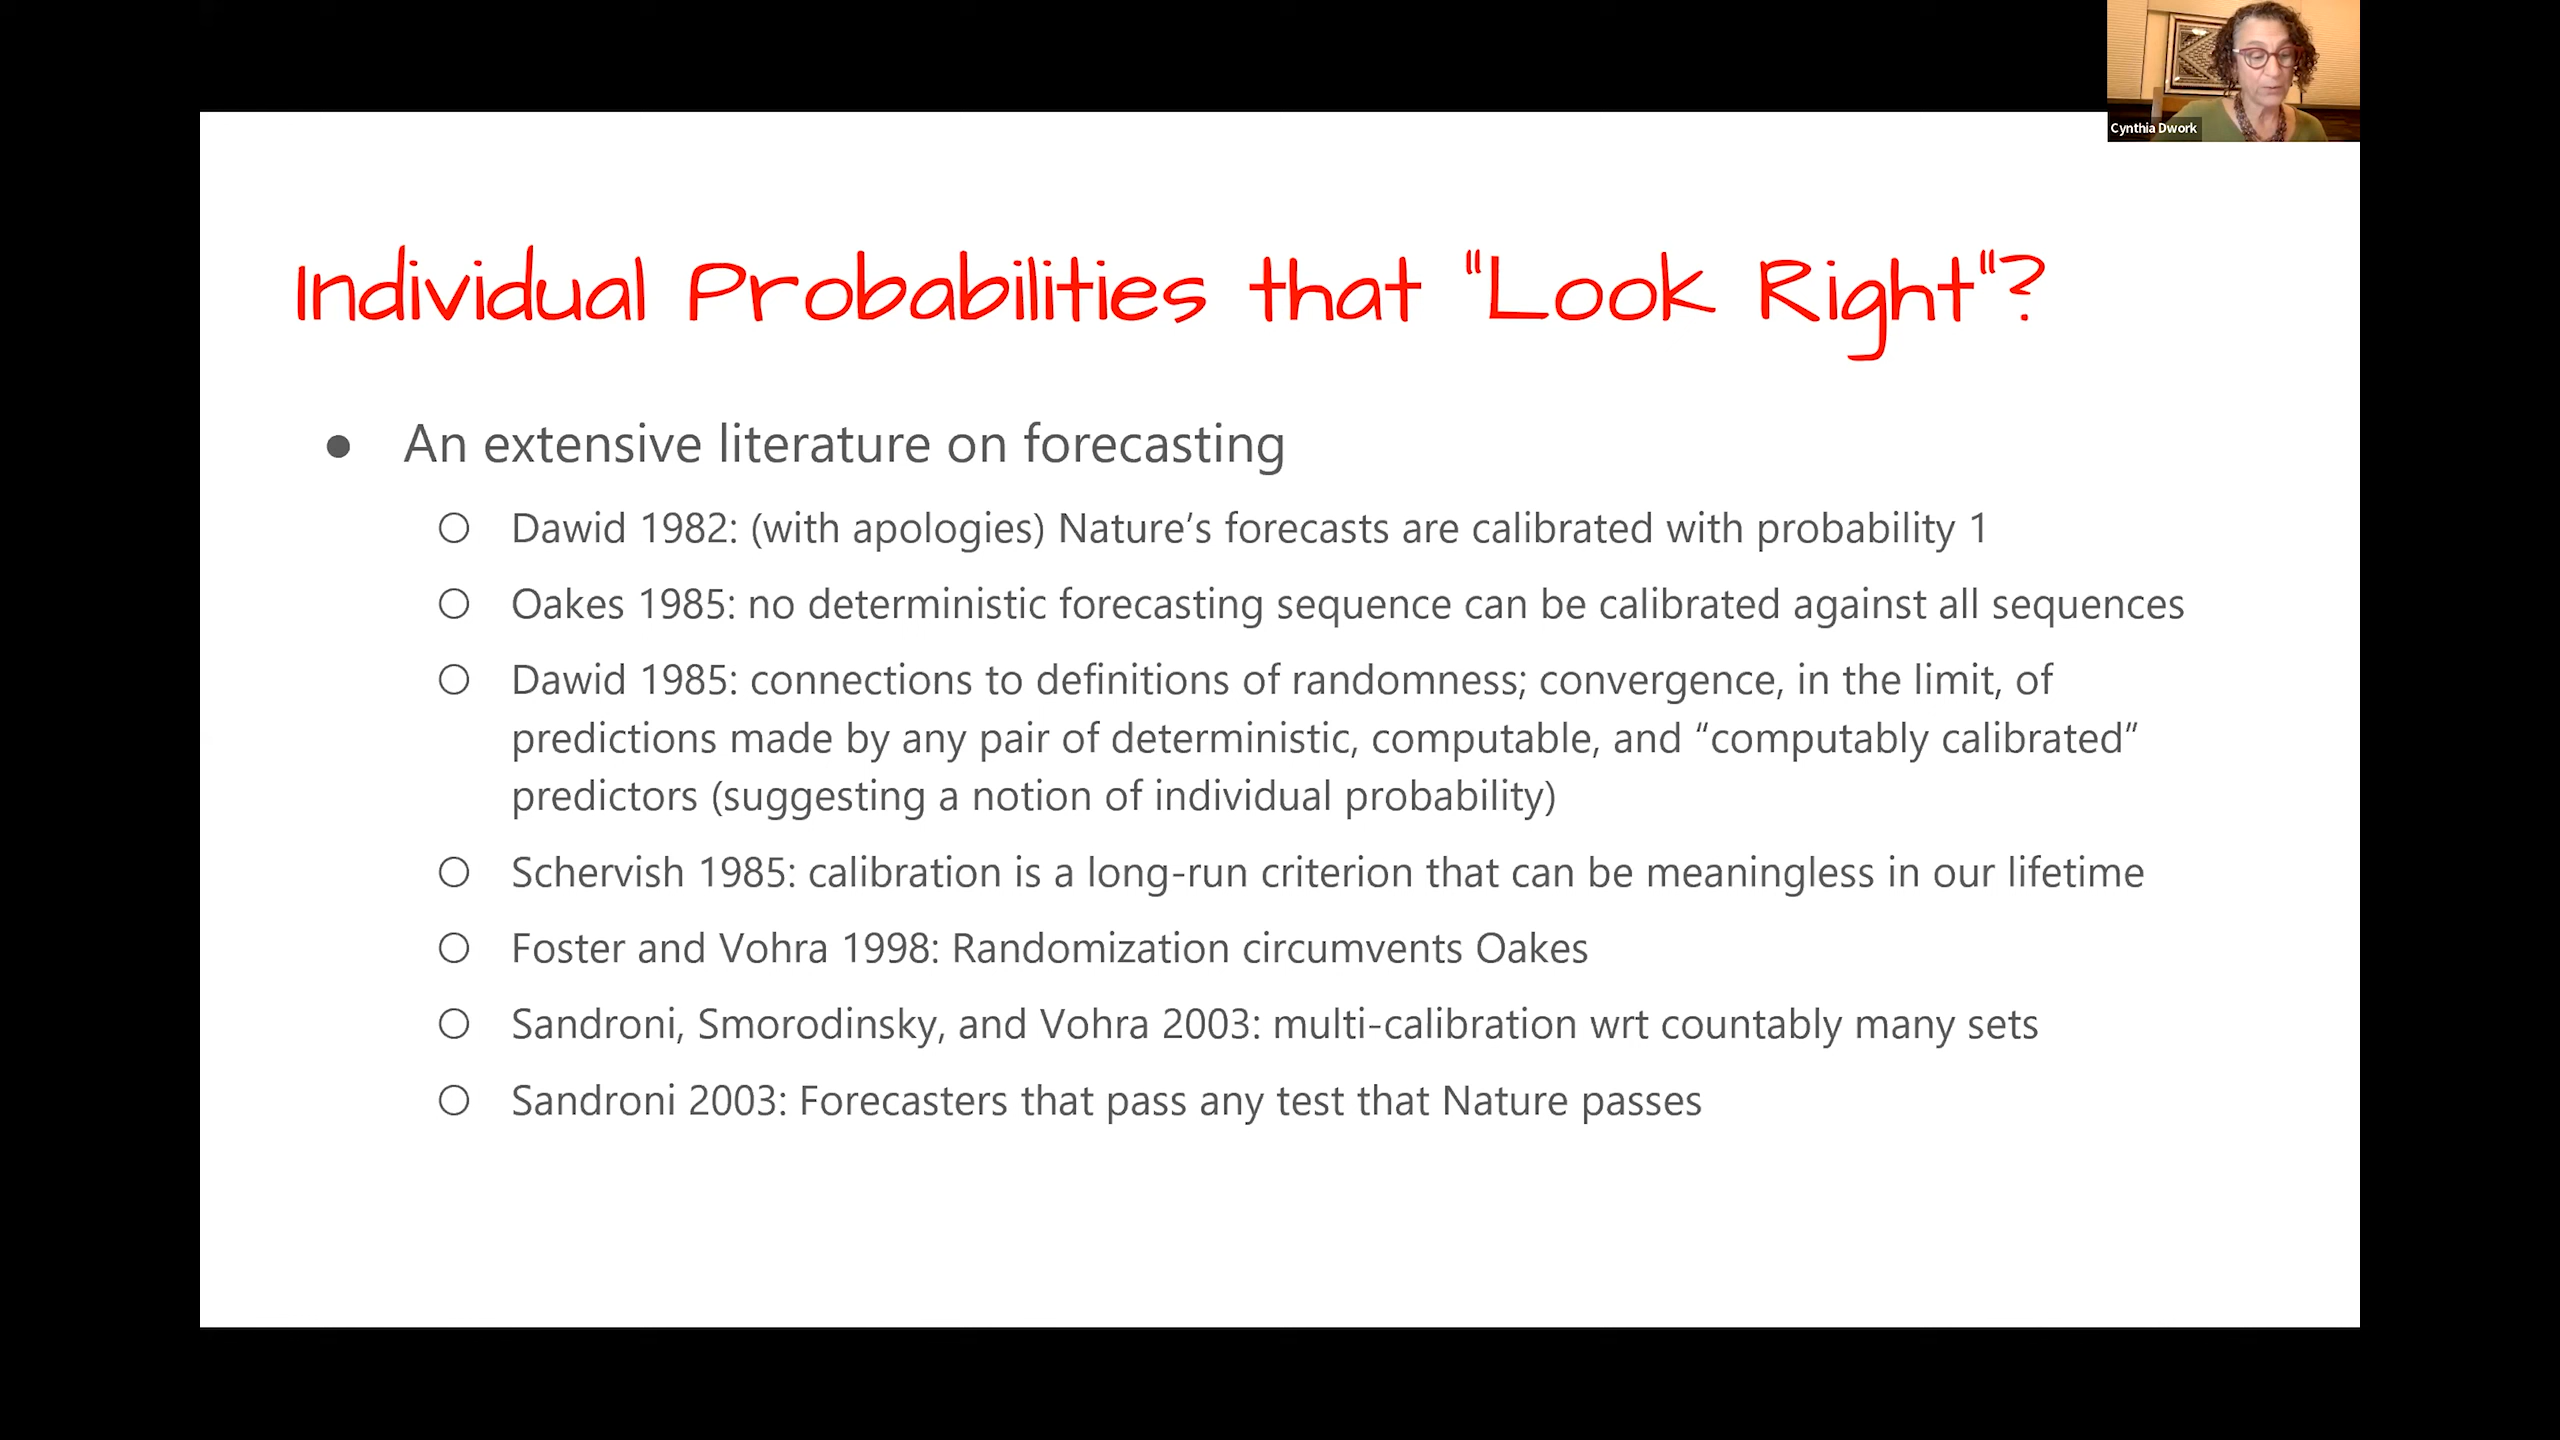 Cynthia Dwork
Individual Probabilities that "Look Right"?
● An extensive literature on forecasting
○ Dawid 1982: (with apologies) Nature’s forecasts are calibrated with probability 1
○ Oakes 1985: no deterministic forecasting sequence can be calibrated against all sequences
○ Dawid 1985: connections to definitions of randomness; convergence, in the limit, of
predictions made by any pair of deterministic, computable, and “computably calibrated”
predictors (suggesting a notion of individual probability)
○ Schervish 1985: calibration is a long-run criterion that can be meaningless in our lifetime
○ Foster and Vohra 1998: Randomization circumvents Oakes
○ Sandroni, Smorodinsky, and Vohra 2003: multi-calibration wrt countably many sets
○ Sandroni 2003: Forecasters that pass any test that Nature passes